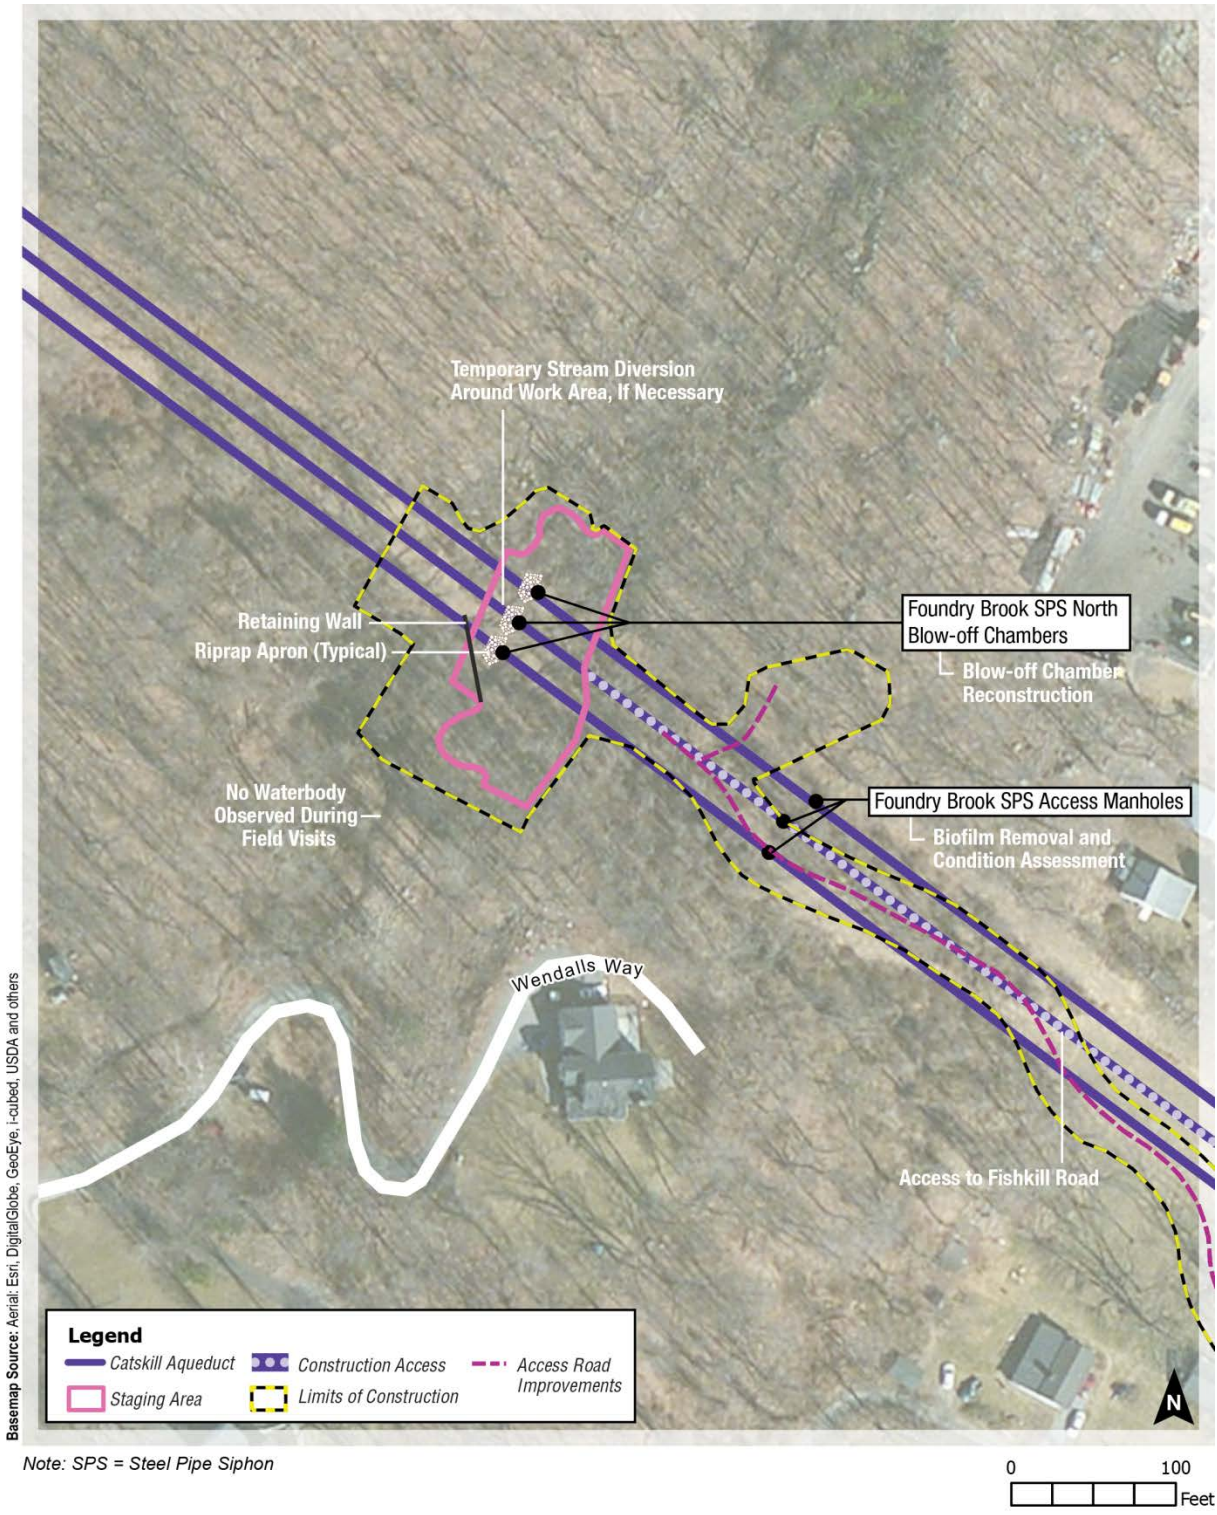 Temporary Stream Diversion
Around Work Area, If Necessary
Retaining Wall
Riprap Apron (Typical)
Foundry Brook SPS North
Blow-off Chambers
Blow-off Chamber
Reconstruction
No Waterbody
Observed During
Field Visits
Foundry Brook SPS Access Manholes
Biofilm Removal and
Condition Assessment
Wendalls Way
Access to Fishkill Road
Basemap Source: Aerial: Esri, DigitalGlobe, GeoEye, i-cubed, USDA and others
Legend
Catskill Aqueduct
Construction Access
Access Road
Improvements
Staging Area
Limits of Construction
N
Note: SPS = Steel Pipe Siphon
0 100
Feet